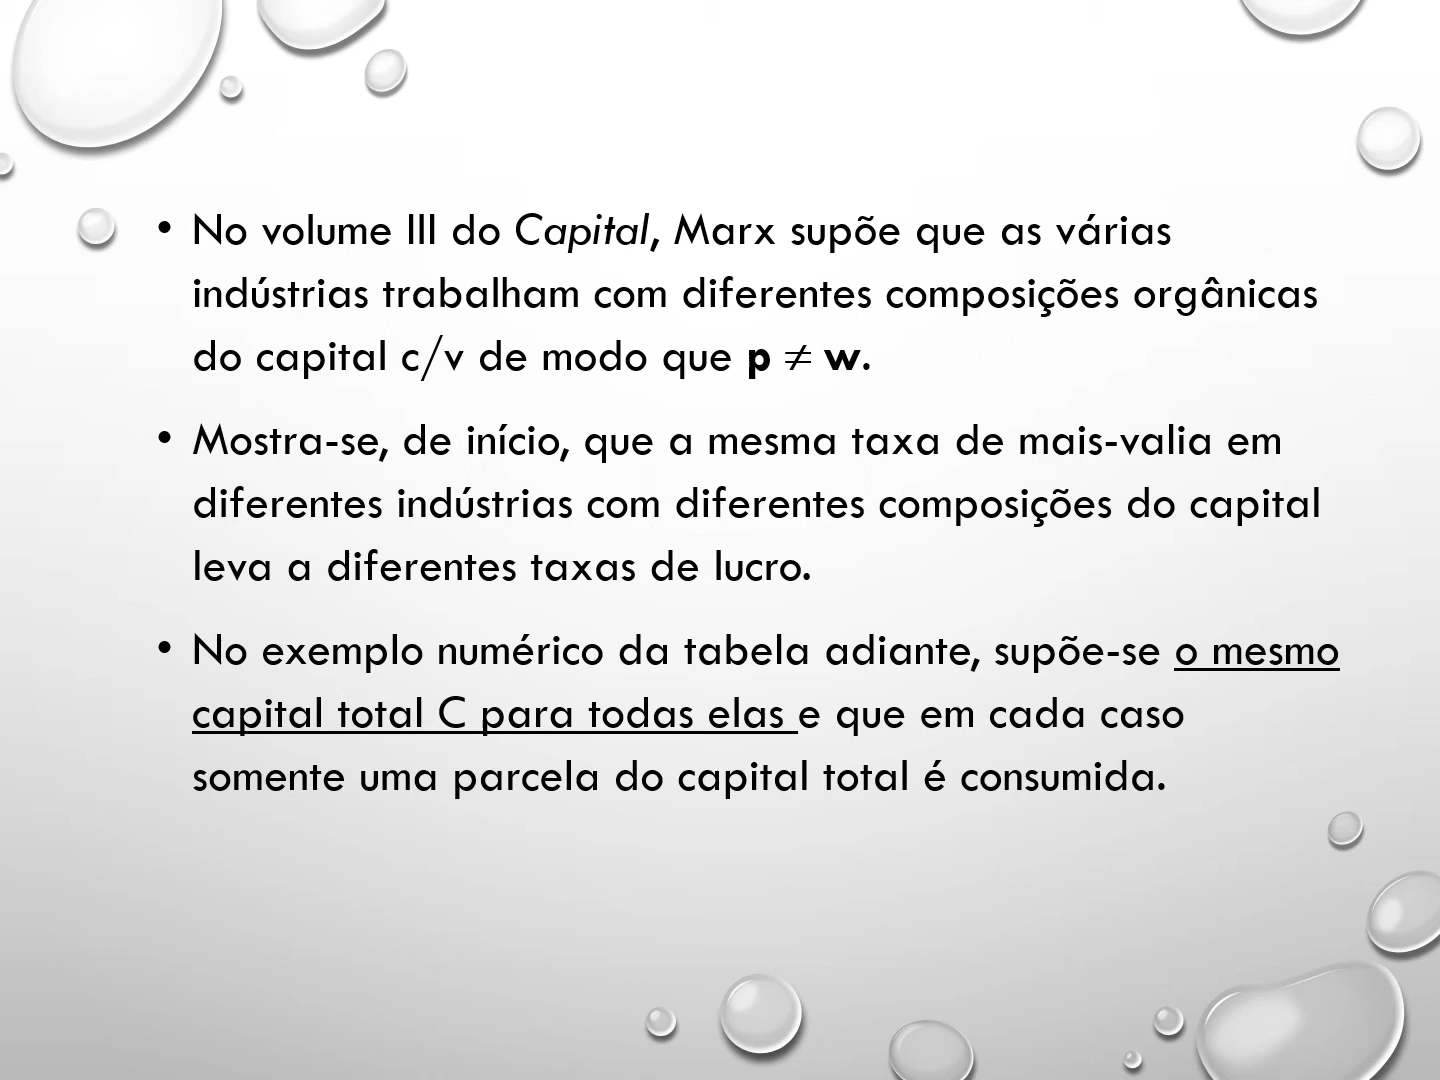 • No volume III do Capital, Marx supõe que as várias
indústrias trabalham com diferentes composições orgânicas
do capital c/v de modo que p ≠ w.
• Mostra-se, de início, que a mesma taxa de mais-valia em
diferentes indústrias com diferentes composições do capital
leva a diferentes taxas de lucro.
• No exemplo numérico da tabela adiante, supõe-se o mesmo
capital total C para todas elas e que em cada caso
somente uma parcela do capital total é consumida.